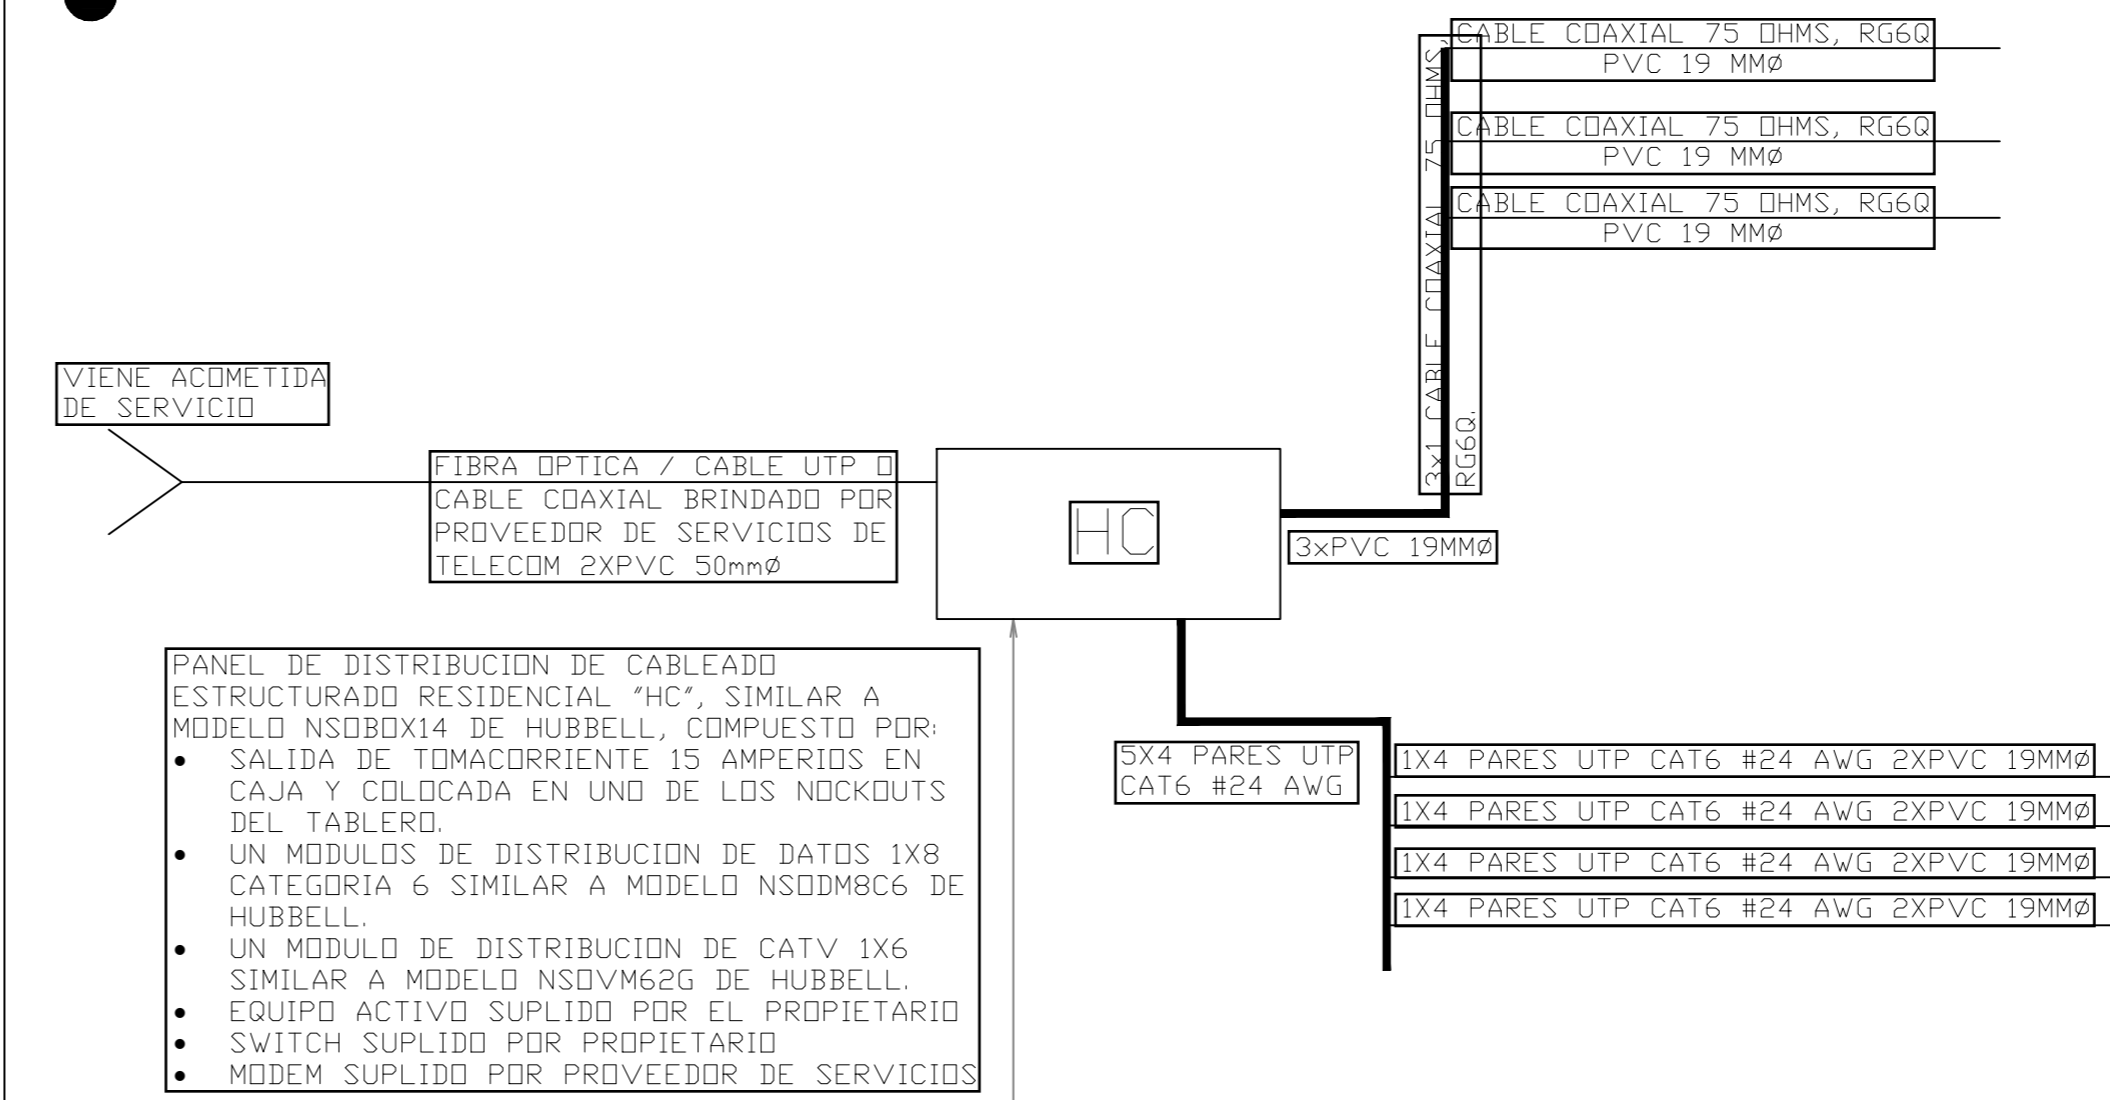 CABLE COAXIAL 75 OHMS, RG6Q
PVC 19 MMØ
CABLE COAXIAL 75 OHMS, RG6Q
PVC 19 MMØ
CABLE COAXIAL 75 OHMS, RG6Q
PVC 19 MMØ
3x1 CABLE COAXIAL 75 OHMS,
RG6Q.
VIENE ACOMETIDA
DE SERVICIO
FIBRA OPTICA / CABLE UTP O
CABLE COAXIAL BRINDADO POR
PROVEEDOR DE SERVICIOS DE
TELECOM 2XPVC 50mmØ
HC
3xPVC 19MMØ
PANEL DE DISTRIBUCION DE CABLEADO
ESTRUCTURADO RESIDENCIAL "HC", SIMILAR A
MODELO NSOBOX14 DE HUBBELL, COMPUESTO POR:
• SALIDA DE TOMACORRIENTE 15 AMPERIOS EN
CAJA Y COLOCADA EN UNO DE LOS NOCKOUTS
DEL TABLERO.
• UN MODULOS DE DISTRIBUCION DE DATOS 1X8
CATEGORIA 6 SIMILAR A MODELO NSODM8C6 DE
HUBBELL.
• UN MODULO DE DISTRIBUCION DE CATV 1X6
SIMILAR A MODELO NSOVM62G DE HUBBELL.
• EQUIPO ACTIVO SUPLIDO POR EL PROPIETARIO
• SWITCH SUPLIDO POR PROPIETARIO
• MODEM SUPLIDO POR PROVEEDOR DE SERVICIOS
5X4 PARES UTP
CAT6 #24 AWG
1X4 PARES UTP CAT6 #24 AWG 2XPVC 19MMØ
1X4 PARES UTP CAT6 #24 AWG 2XPVC 19MMØ
1X4 PARES UTP CAT6 #24 AWG 2XPVC 19MMØ
1X4 PARES UTP CAT6 #24 AWG 2XPVC 19MMØ